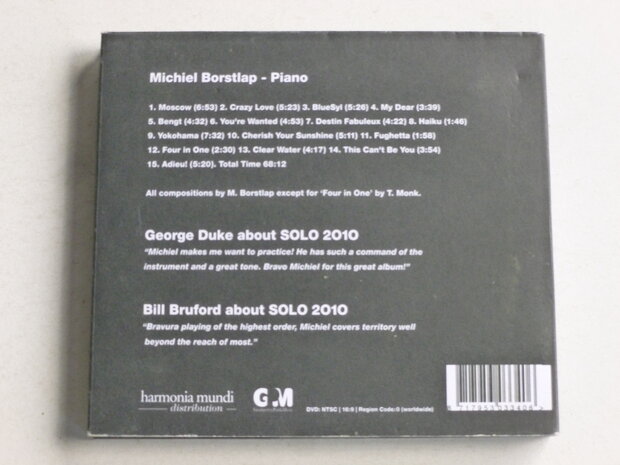 Michiel Borstlap - Piano
1. Moscow (6:53) 2. Crazy Love (5:23) 3. BlueSyl (5:26) 4. My Dear (3:39)
5. Bengt (4:32) 6. You're Wanted (4:53) 7. Destin Fabuleux (4:22) 8. Haiku (1:46)
9. Yokohama (7:32) 10. Cherish Your Sunshine (5:11) 11. Fughetta (1:58)
12. Four in One (2:30) 13. Clear Water (4:17) 14. This Can't Be You (3:54)
15. Adieu! (5:20). Total Time 68:12
All compositions by M. Borstlap except for 'Four in One' by T. Monk.
George Duke about SOLO 2010
"Michiel makes me want to practice! He has such a command of the
instrument and a great tone. Bravo Michiel for this great album!"
Bill Bruford about SOLO 2010
"Bravura playing of the highest order, Michiel covers territory well
beyond the reach of most."
harmonia mundi
distribution
G M
DVD: NTSC | 16:9 | Region Code:0 (worldwide)